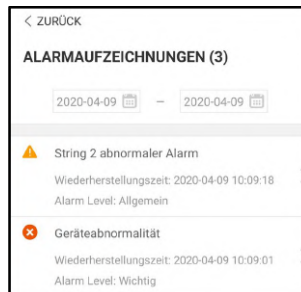 < ZURÜCK
ALARMAUFZEICHNUNGEN (3)
2020-04-09 – 2020-04-09
String 2 abnormaler Alarm
Wiederherstellungszeit: 2020-04-09 10:09:18
Alarm Level: Allgemein
Geräteabnormalität
Wiederherstellungszeit: 2020-04-09 10:09:01
Alarm Level: Wichtig